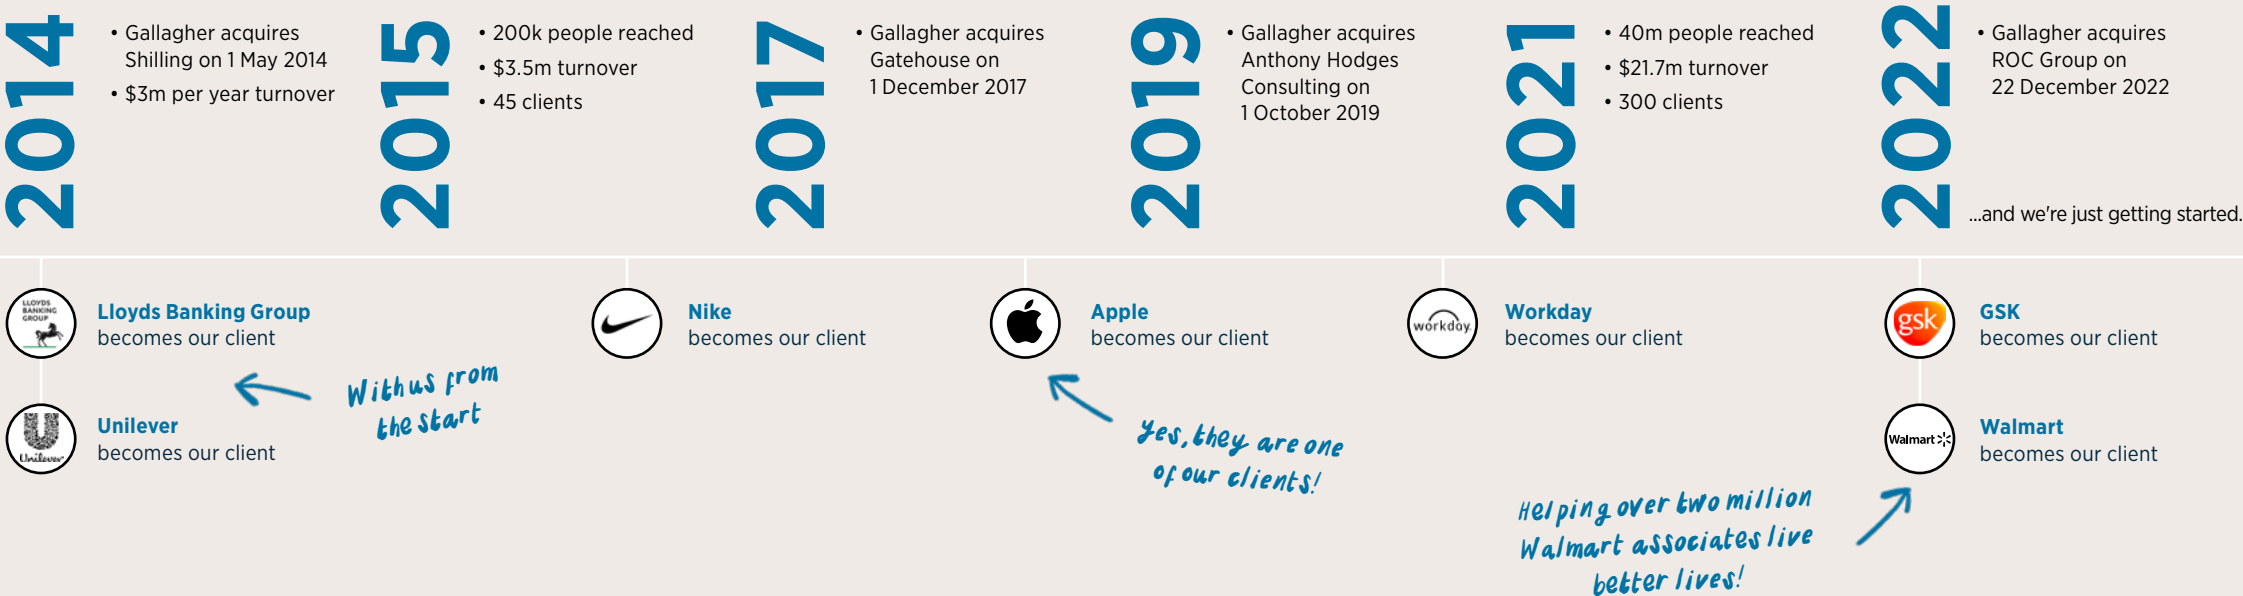 2014
• Gallagher acquires
Shilling on 1 May 2014
• $3m per year turnover
2015
• 200k people reached
• $3.5m turnover
• 45 clients
2017
• Gallagher acquires
Gatehouse on
1 December 2017
2019
• Gallagher acquires
Anthony Hodges
Consulting on
1 October 2019
2021
• 40m people reached
• $21.7m turnover
• 300 clients
2022
• Gallagher acquires
ROC Group on
22 December 2022
...and we're just getting started.
LLOYDS
BANKING
GROUP
Lloyds Banking Group
becomes our client
With us from
the start
Unilever
Unilever
becomes our client
Nike
becomes our client
Apple
becomes our client
Yes, they are one
of our clients!
workday.
Workday
becomes our client
gsk
GSK
becomes our client
Walmart
Walmart
becomes our client
Helping over two million
Walmart associates live
better lives!